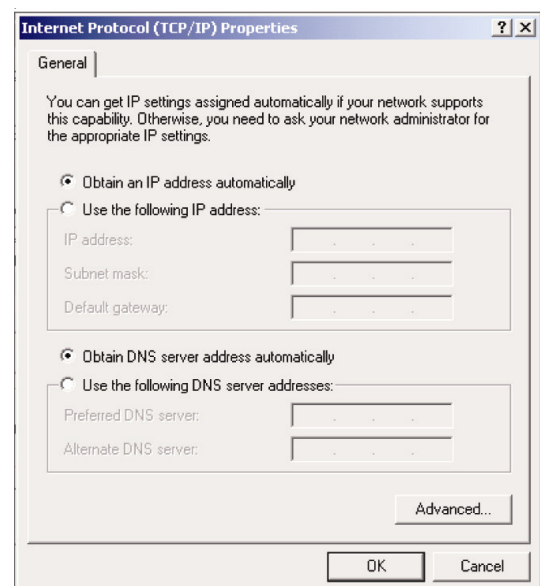 Internet Protocol (TCP/IP) Properties
General
You can get IP settings assigned automatically if your network supports
this capability. Otherwise, you need to ask your network administrator for
the appropriate IP settings.
Obtain an IP address automatically
Use the following IP address:
IP address:
Subnet mask:
Default gateway:
Obtain DNS server address automatically
Use the following DNS server addresses:
Preferred DNS server:
Alternate DNS server:
Advanced...
OK Cancel